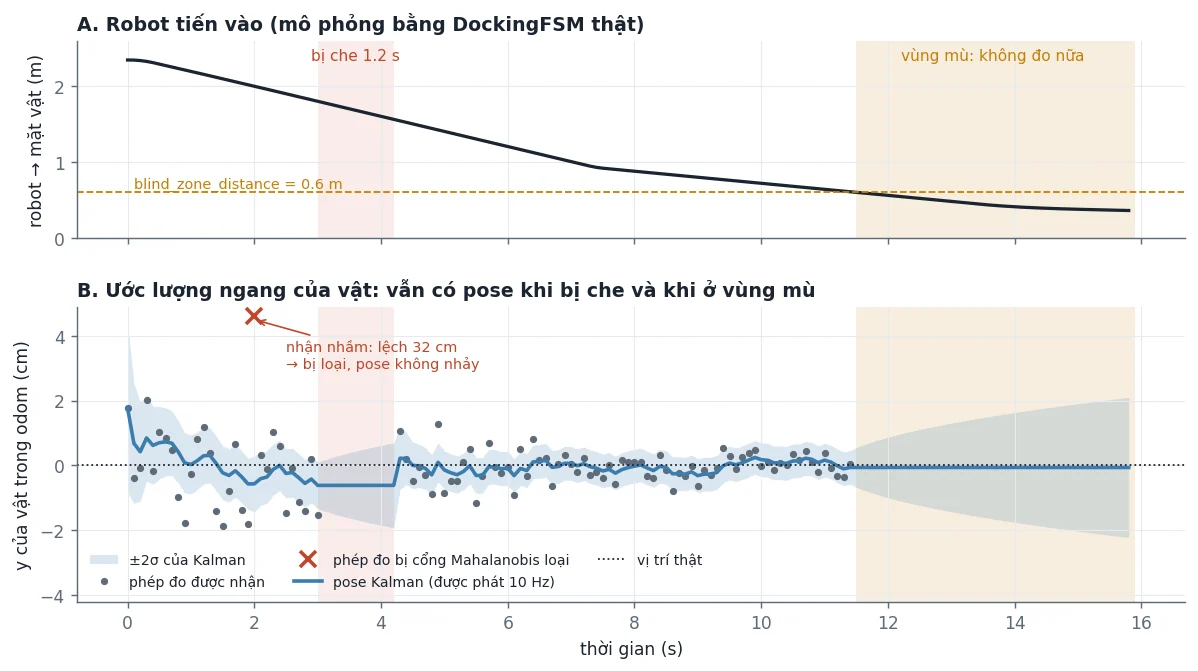 A. Robot tiến vào (mô phỏng bằng DockingFSM thật)
robot → mặt vật (m)
2
1
0
bị che 1.2 s
vùng mù: không đo nữa
blind_zone_distance = 0.6 m
B. Ước lượng ngang của vật: vẫn có pose khi bị che và khi ở vùng mù
y của vật trong odom (cm)
4
2
0
−2
−4
nhận nhầm: lệch 32 cm
→ bị loại, pose không nhảy
±2σ của Kalman
phép đo được nhận
phép đo bị cổng Mahalanobis loại
pose Kalman (được phát 10 Hz)
vị trí thật
0 2 4 6 8 10 12 14 16
thời gian (s)